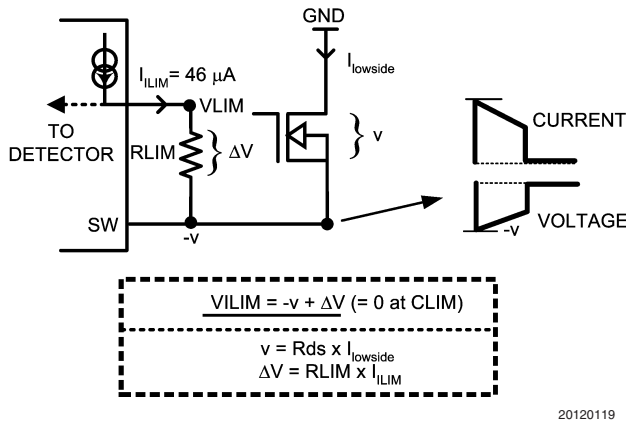 GND
I_ILIM = 46 µA
I_lowside
VLIM
TO
DETECTOR
RLIM
ΔV
v
CURRENT
SW
-v
-v
VOLTAGE
VILIM = -v + ΔV (= 0 at CLIM)
v = Rds x I_lowside
ΔV = RLIM x I_ILIM
20120119